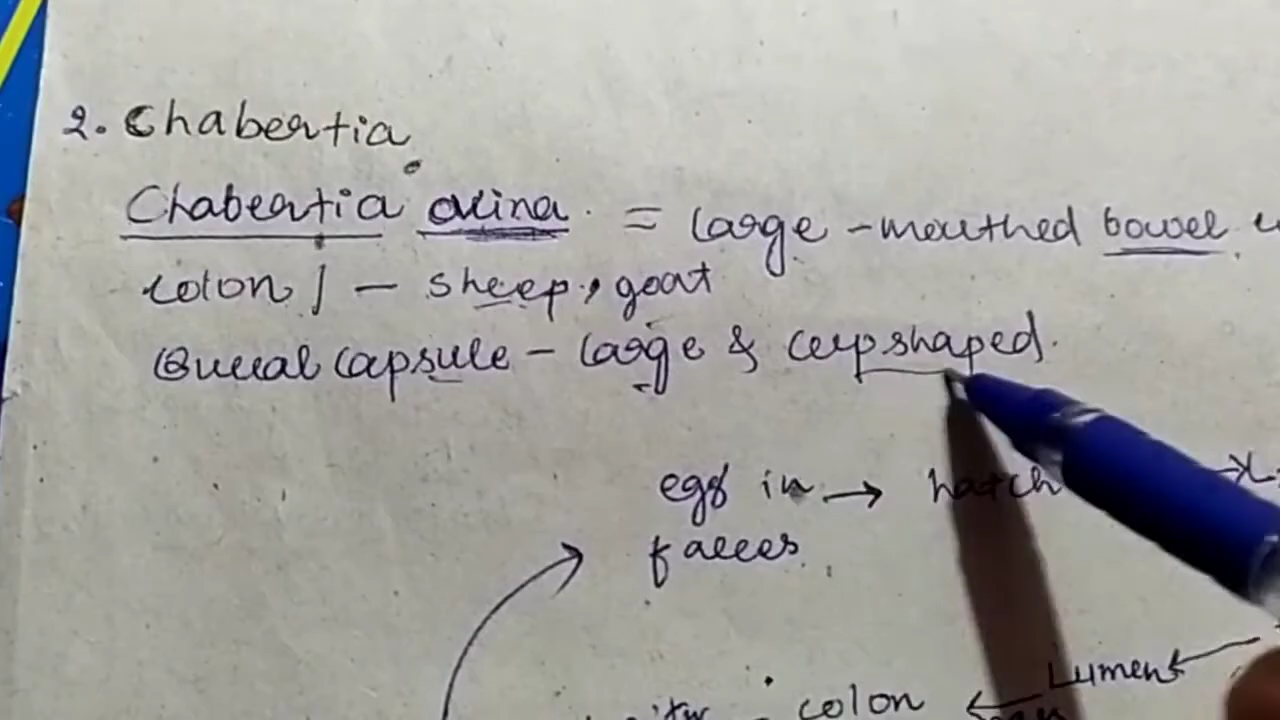 2. Chabertia
Chabertia ovina = Large-mouthed bowel
colon] - sheep, goat
Buccal capsule - large & cup shaped.
egg in → hatch
faeces
Lumen
colon